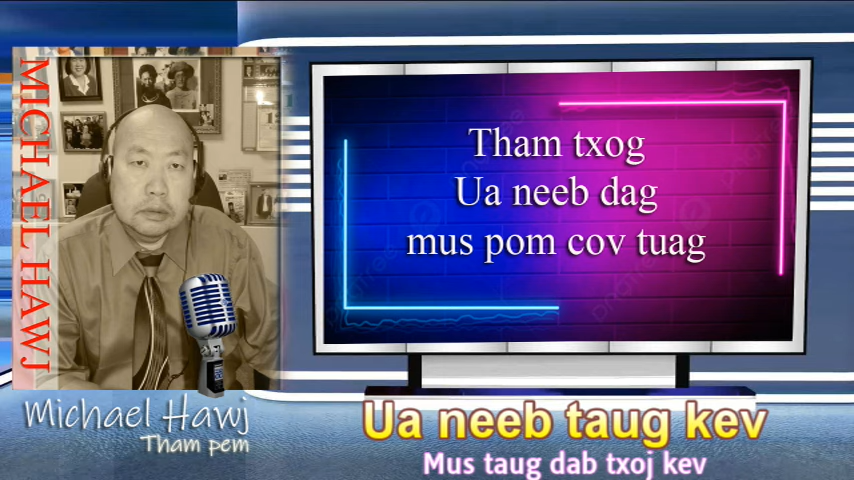 MICHAEL HAWJ
Tham txog
Ua neeb dag
mus pom cov tuag
Michael Hawj
Tham pem
Ua neeb taug kev
Mus taug dab txoj kev